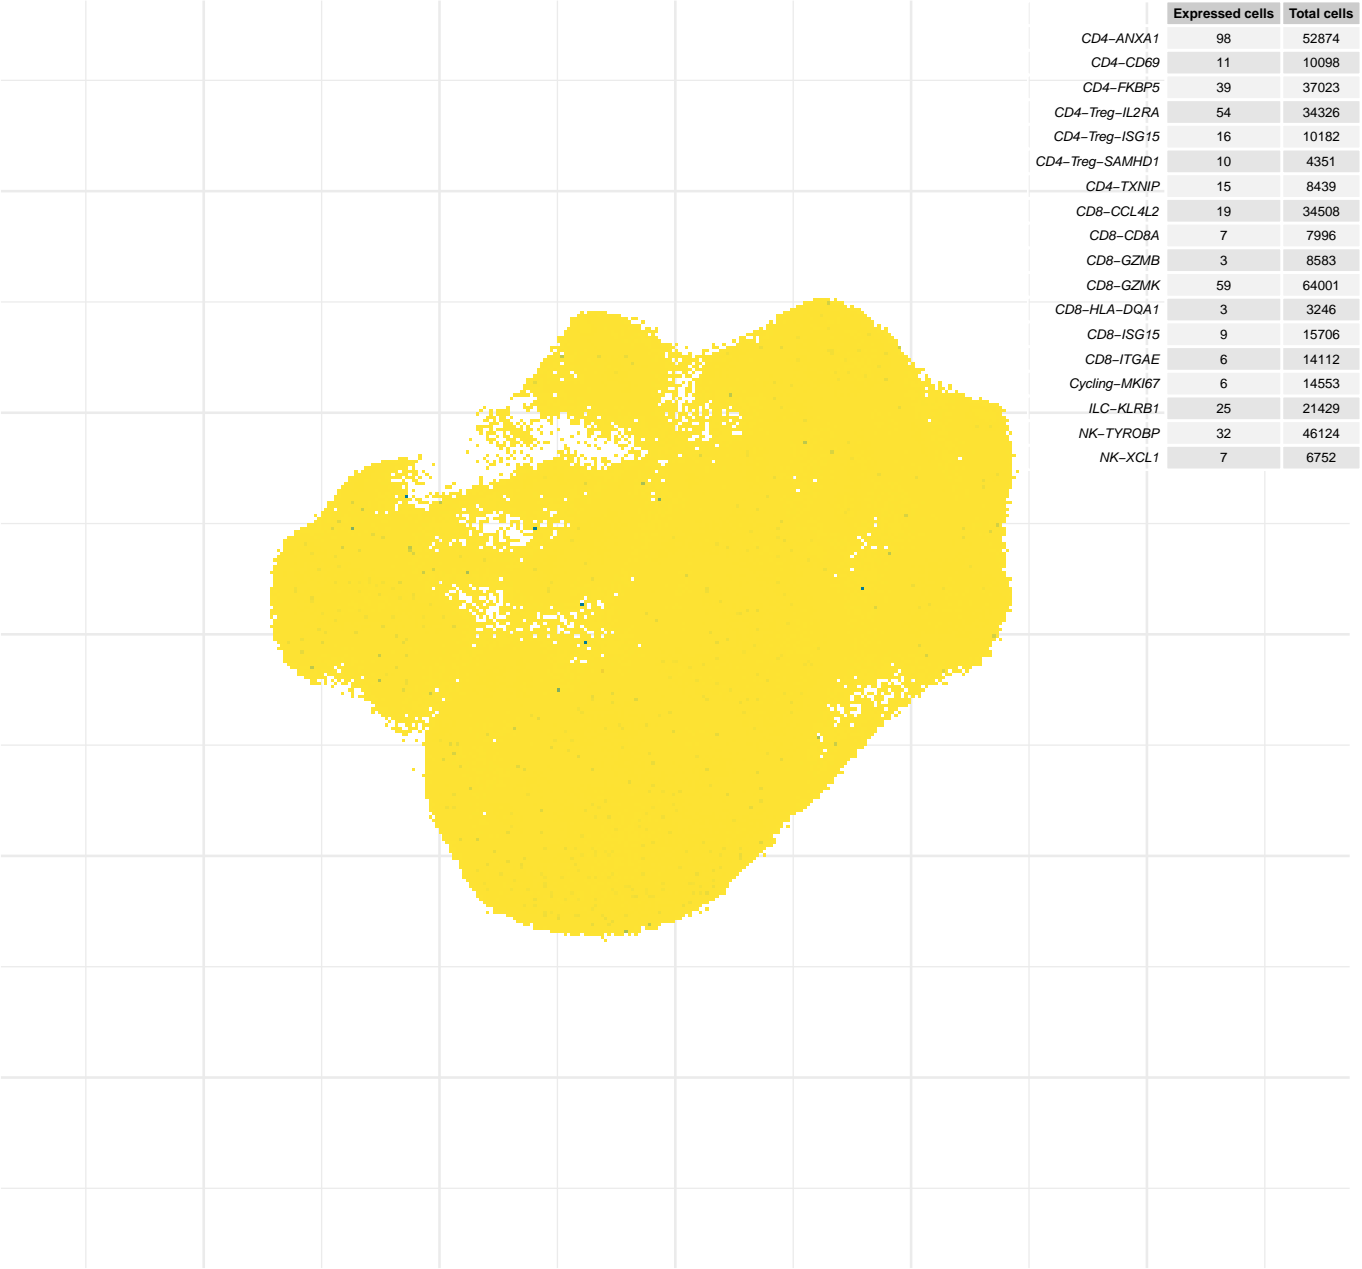 Expressed cells Total cells
CD4−ANXA1 98 52874
CD4−CD69 11 10098
CD4−FKBP5 39 37023
CD4−Treg−IL2RA 54 34326
CD4−Treg−ISG15 16 10182
CD4−Treg−SAMHD1 10 4351
CD4−TXNIP 15 8439
CD8−CCL4L2 19 34508
CD8−CD8A 7 7996
CD8−GZMB 3 8583
CD8−GZMK 59 64001
CD8−HLA−DQA1 3 3246
CD8−ISG15 9 15706
CD8−ITGAE 6 14112
Cycling−MKI67 6 14553
ILC−KLRB1 25 21429
NK−TYROBP 32 46124
NK−XCL1 7 6752